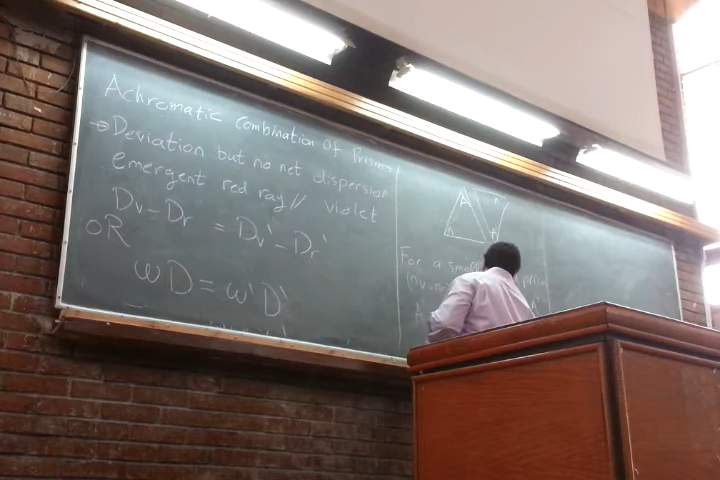 Achromatic Combination Of Prisms
→ Deviation but no net dispersion
emergent red ray // violet
Dv - Dr = Dv' - Dr'
OR
ωD = ω'D'
A
For a small